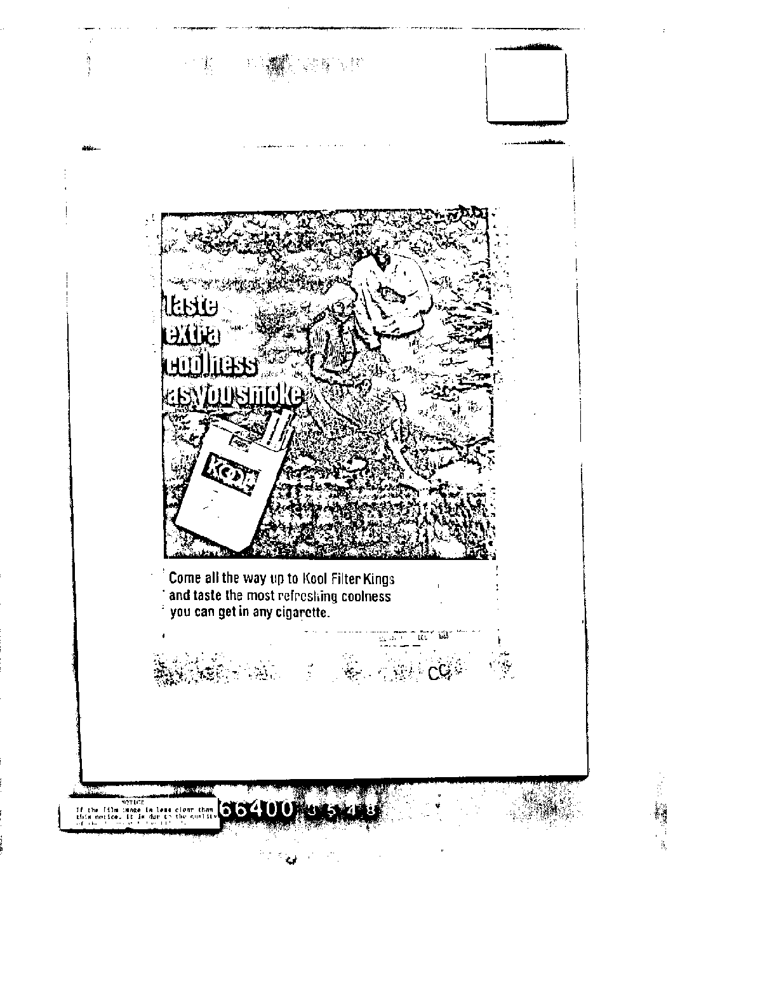 Taste
extra
coolness
as you smoke
KOOL
Come all the way up to Kool Filter Kings
and taste the most refreshing coolness
you can get in any cigarette.
CC
NOTICE
If the film image is less clear than
this notice, it is due to the quality
66400 3548